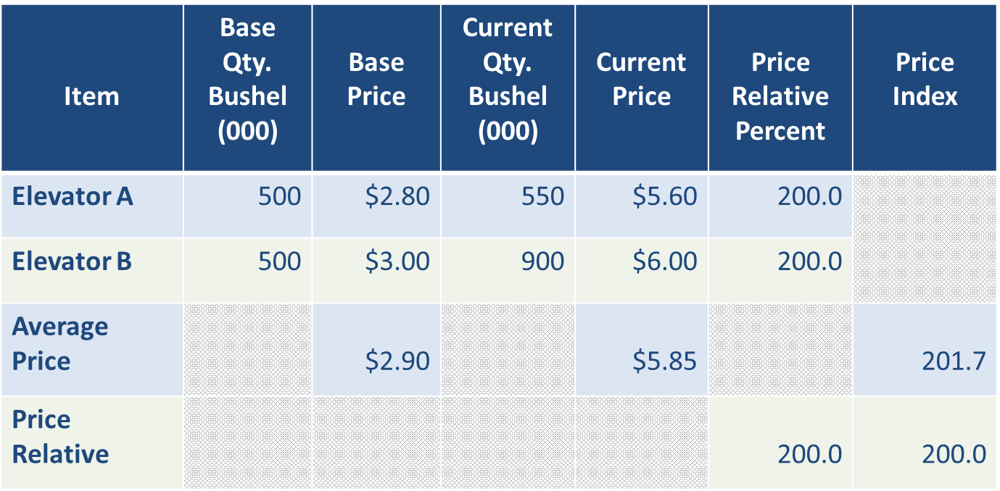 Item
Base
Qty.
Bushel
(000)
Base
Price
Current
Qty.
Bushel
(000)
Current
Price
Price
Relative
Percent
Price
Index
Elevator A 500 $2.80 550 $5.60 200.0
Elevator B 500 $3.00 900 $6.00 200.0
Average
Price $2.90 $5.85 201.7
Price
Relative 200.0 200.0